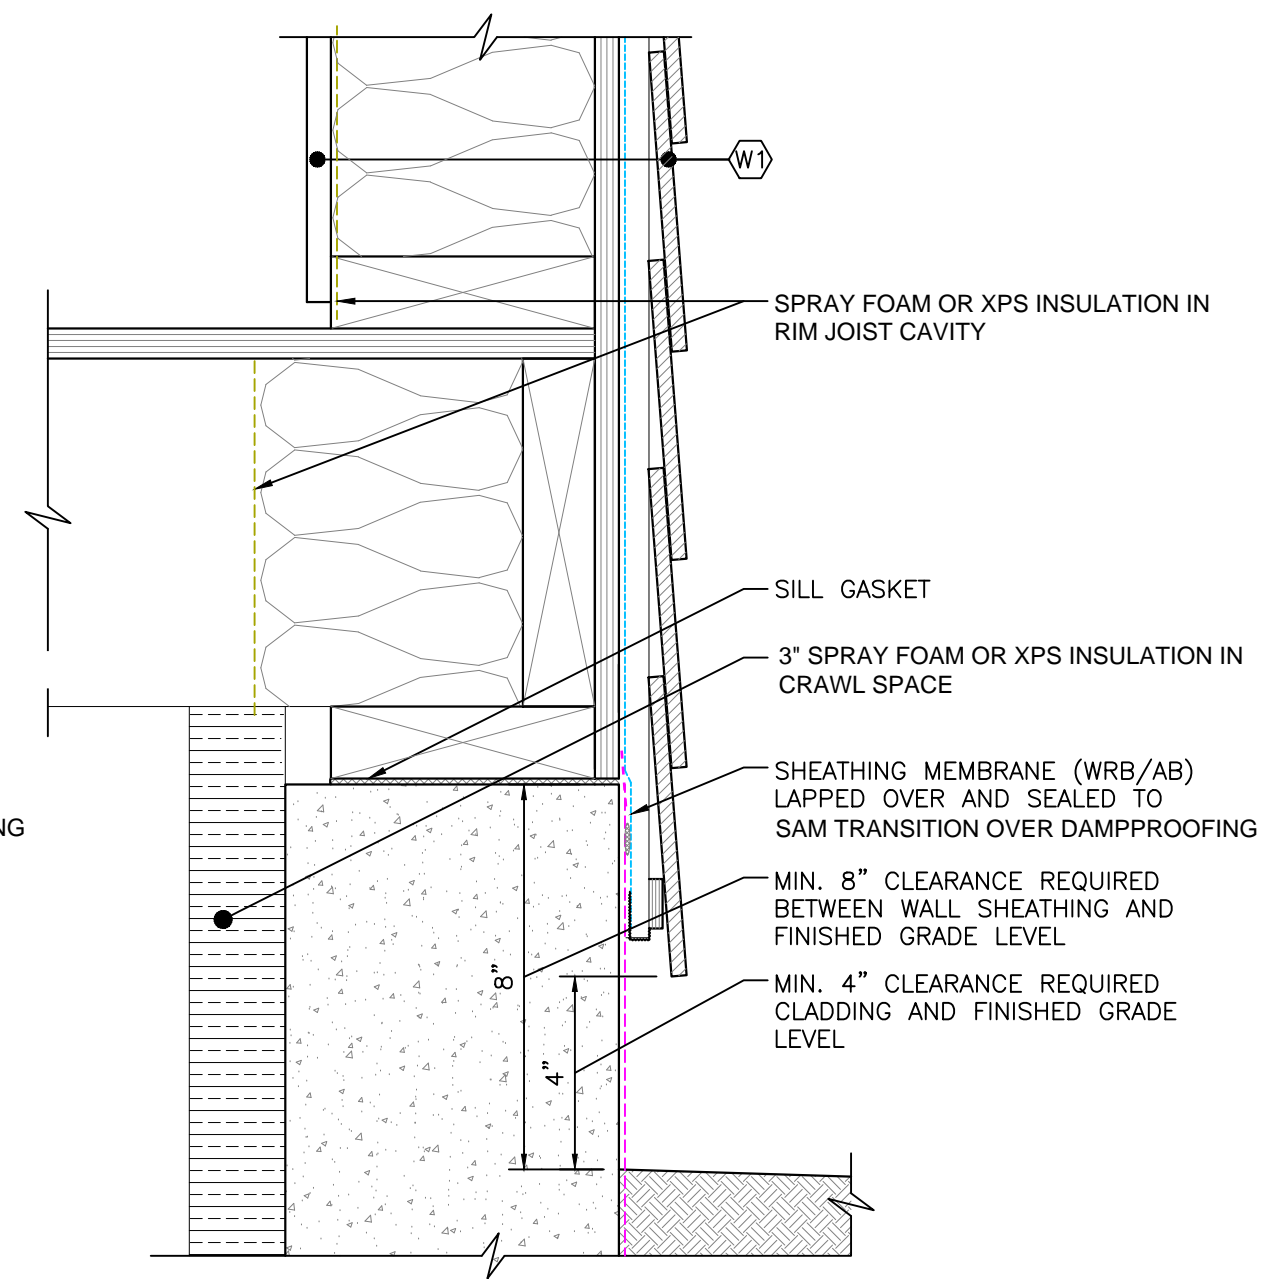 W1
SPRAY FOAM OR XPS INSULATION IN
RIM JOIST CAVITY
SILL GASKET
3" SPRAY FOAM OR XPS INSULATION IN
CRAWL SPACE
SHEATHING MEMBRANE (WRB/AB)
LAPPED OVER AND SEALED TO
SAM TRANSITION OVER DAMPPROOFING
NG
MIN. 8" CLEARANCE REQUIRED
BETWEEN WALL SHEATHING AND
FINISHED GRADE LEVEL
8"
MIN. 4" CLEARANCE REQUIRED
CLADDING AND FINISHED GRADE
LEVEL
4"